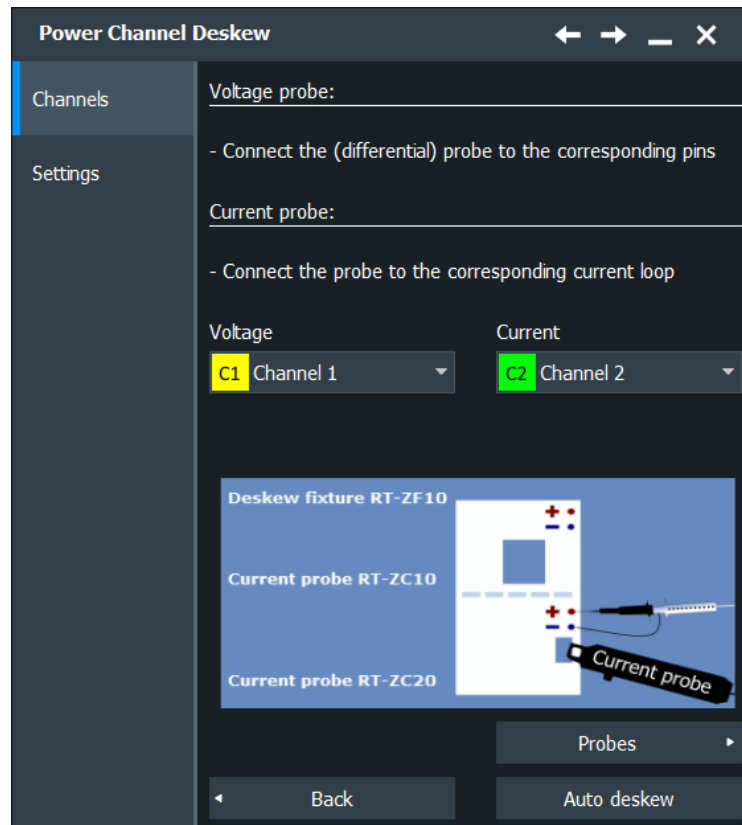 Power Channel Deskew
Channels
Settings
Voltage probe:
- Connect the (differential) probe to the corresponding pins
Current probe:
- Connect the probe to the corresponding current loop
Voltage
Current
C1 Channel 1
C2 Channel 2
Deskew fixture RT-ZF10
Current probe RT-ZC10
Current probe RT-ZC20
Current probe
Probes
Back
Auto deskew